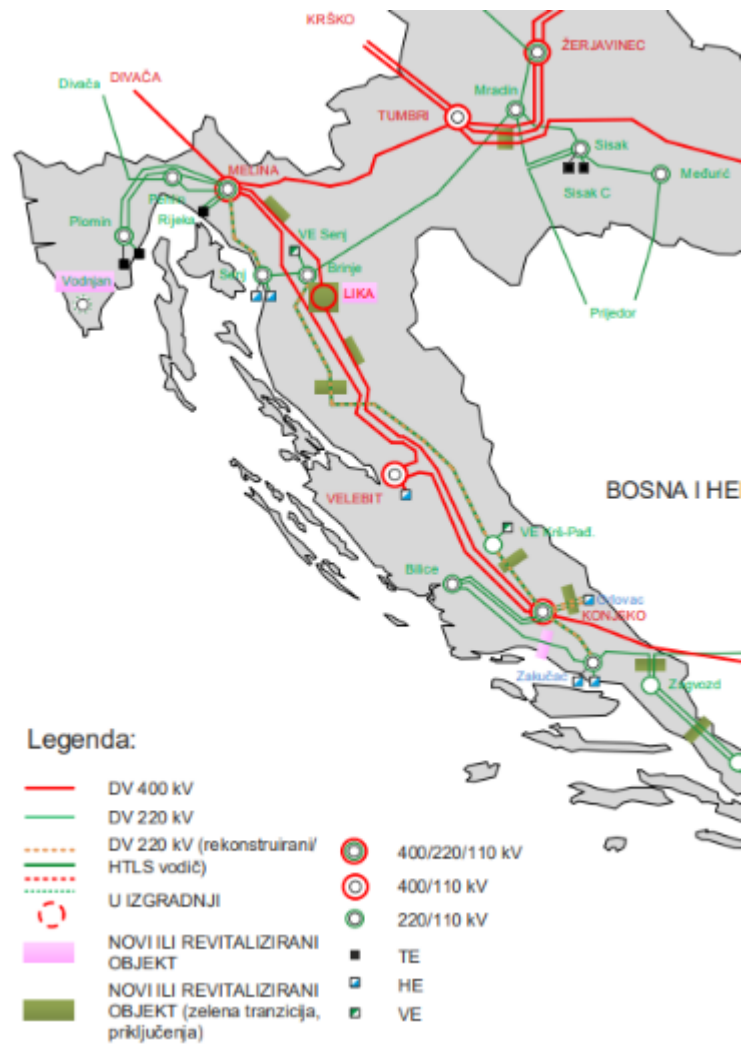 KRŠKO
ŽERJAVINEC
DIVAČA
Divača
Mraclin
TUMBRI
Sisak
MELINA
Pehlin
Sisak C
Međurić
Rijeka
Plomin
VE Senj
Vodnjan
Senj
Brinje
LIKA
Prijedor
VELEBIT
BOSNA I HE
VE Krš-Pađ.
Bilice
Orlovac
KONJSKO
Zakučac
Zagvozd
Legenda:
DV 400 kV
DV 220 kV
DV 220 kV (rekonstruirani/
HTLS vodič)
U IZGRADNJI
NOVI ILI REVITALIZIRANI
OBJEKT
NOVI ILI REVITALIZIRANI
OBJEKT (zelena tranzicija,
priključenja)
400/220/110 kV
400/110 kV
220/110 kV
TE
HE
VE